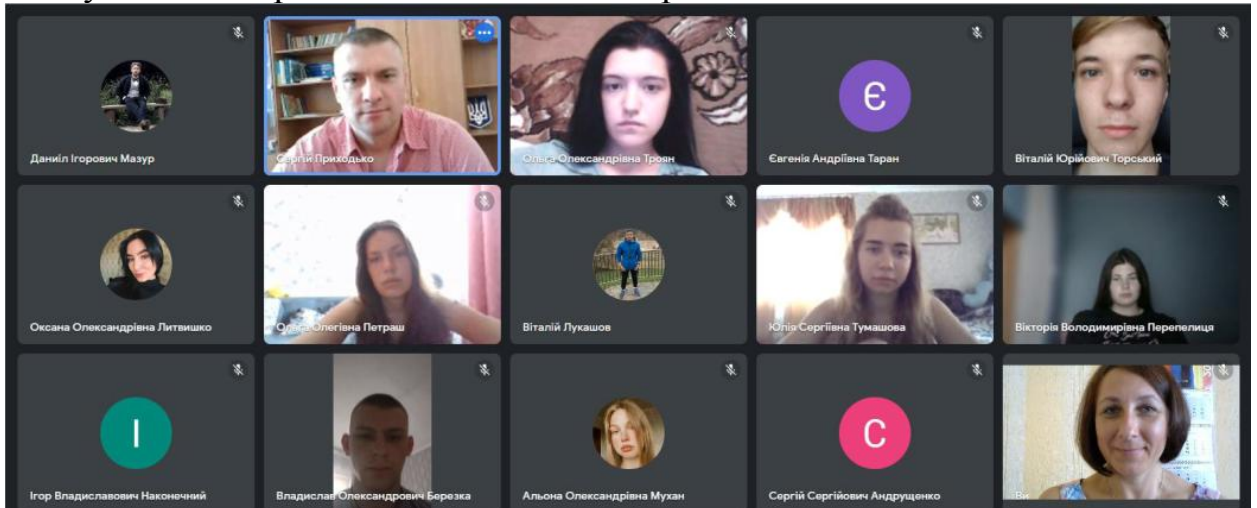 Даниіл Ігорович Мазур
Сергій Приходько
Ольга Олександрівна Троян
Євгенія Андріївна Таран
Є
Віталій Юрійович Торський
Оксана Олександрівна Литвишко
Ольга Олегівна Петраш
Віталій Лукашов
Юлія Сергіївна Тумашова
Вікторія Володимирівна Перепелиця
І
Ігор Владиславович Наконечний
Владислав Олександрович Березка
Альона Олександрівна Мухан
С
Сергій Сергійович Андрущенко
Ви